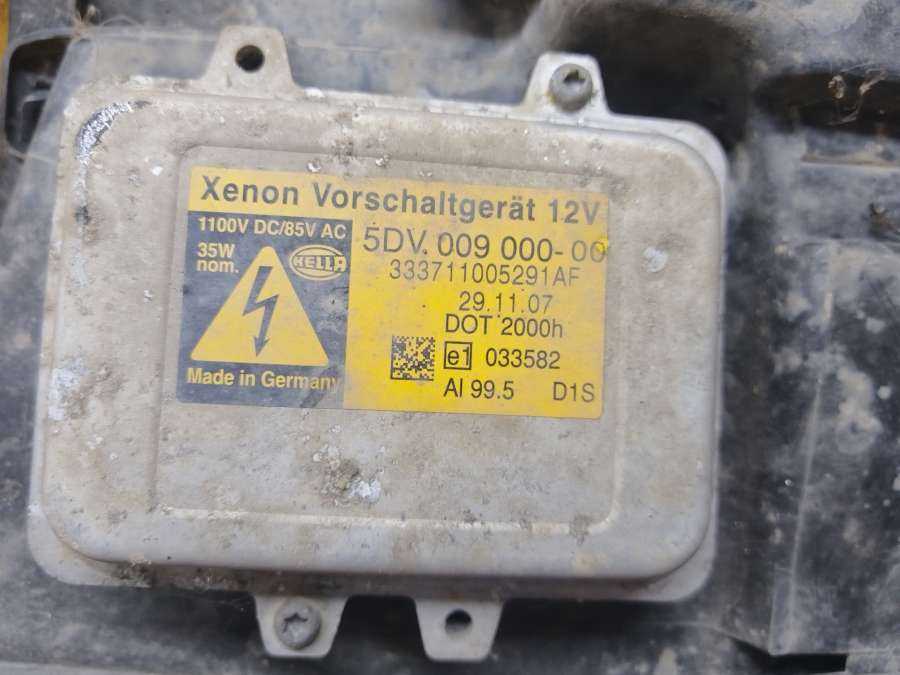 Xenon Vorschaltgerät 12V
1100V DC/85V AC
35W
nom.
HELLA
Made in Germany
5DV. 009 000-00
333711005291AF
29.11.07
DOT 2000h
e1 033582
Al 99.5 D1S